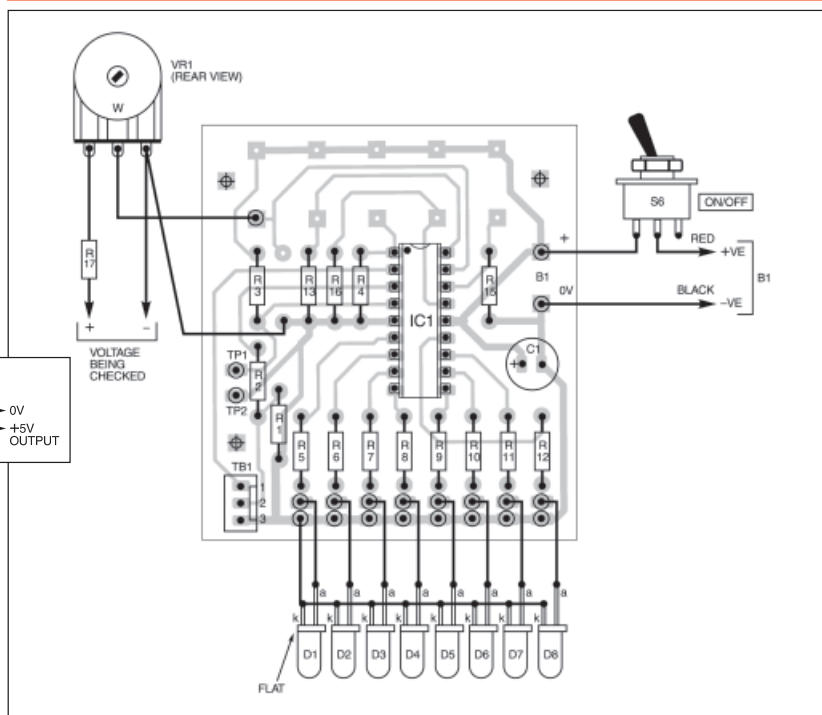 VR1
(REAR VIEW)
W
S6
ON/OFF
R
17
RED
+VE
+
B1
B1
R
3
R
13
R
16
R
4
R
15
0V
BLACK
-VE
IC1
+
-
VOLTAGE
BEING
CHECKED
TP1
C1
+
R
2
TP2
0V
+5V
OUTPUT
R
1
R
5
R
6
R
7
R
8
R
9
R
10
R
11
R
12
TB1
1
2
3
a
a
a
a
a
a
a
a
k
k
k
k
k
k
k
k
D1
D2
D3
D4
D5
D6
D7
D8
FLAT